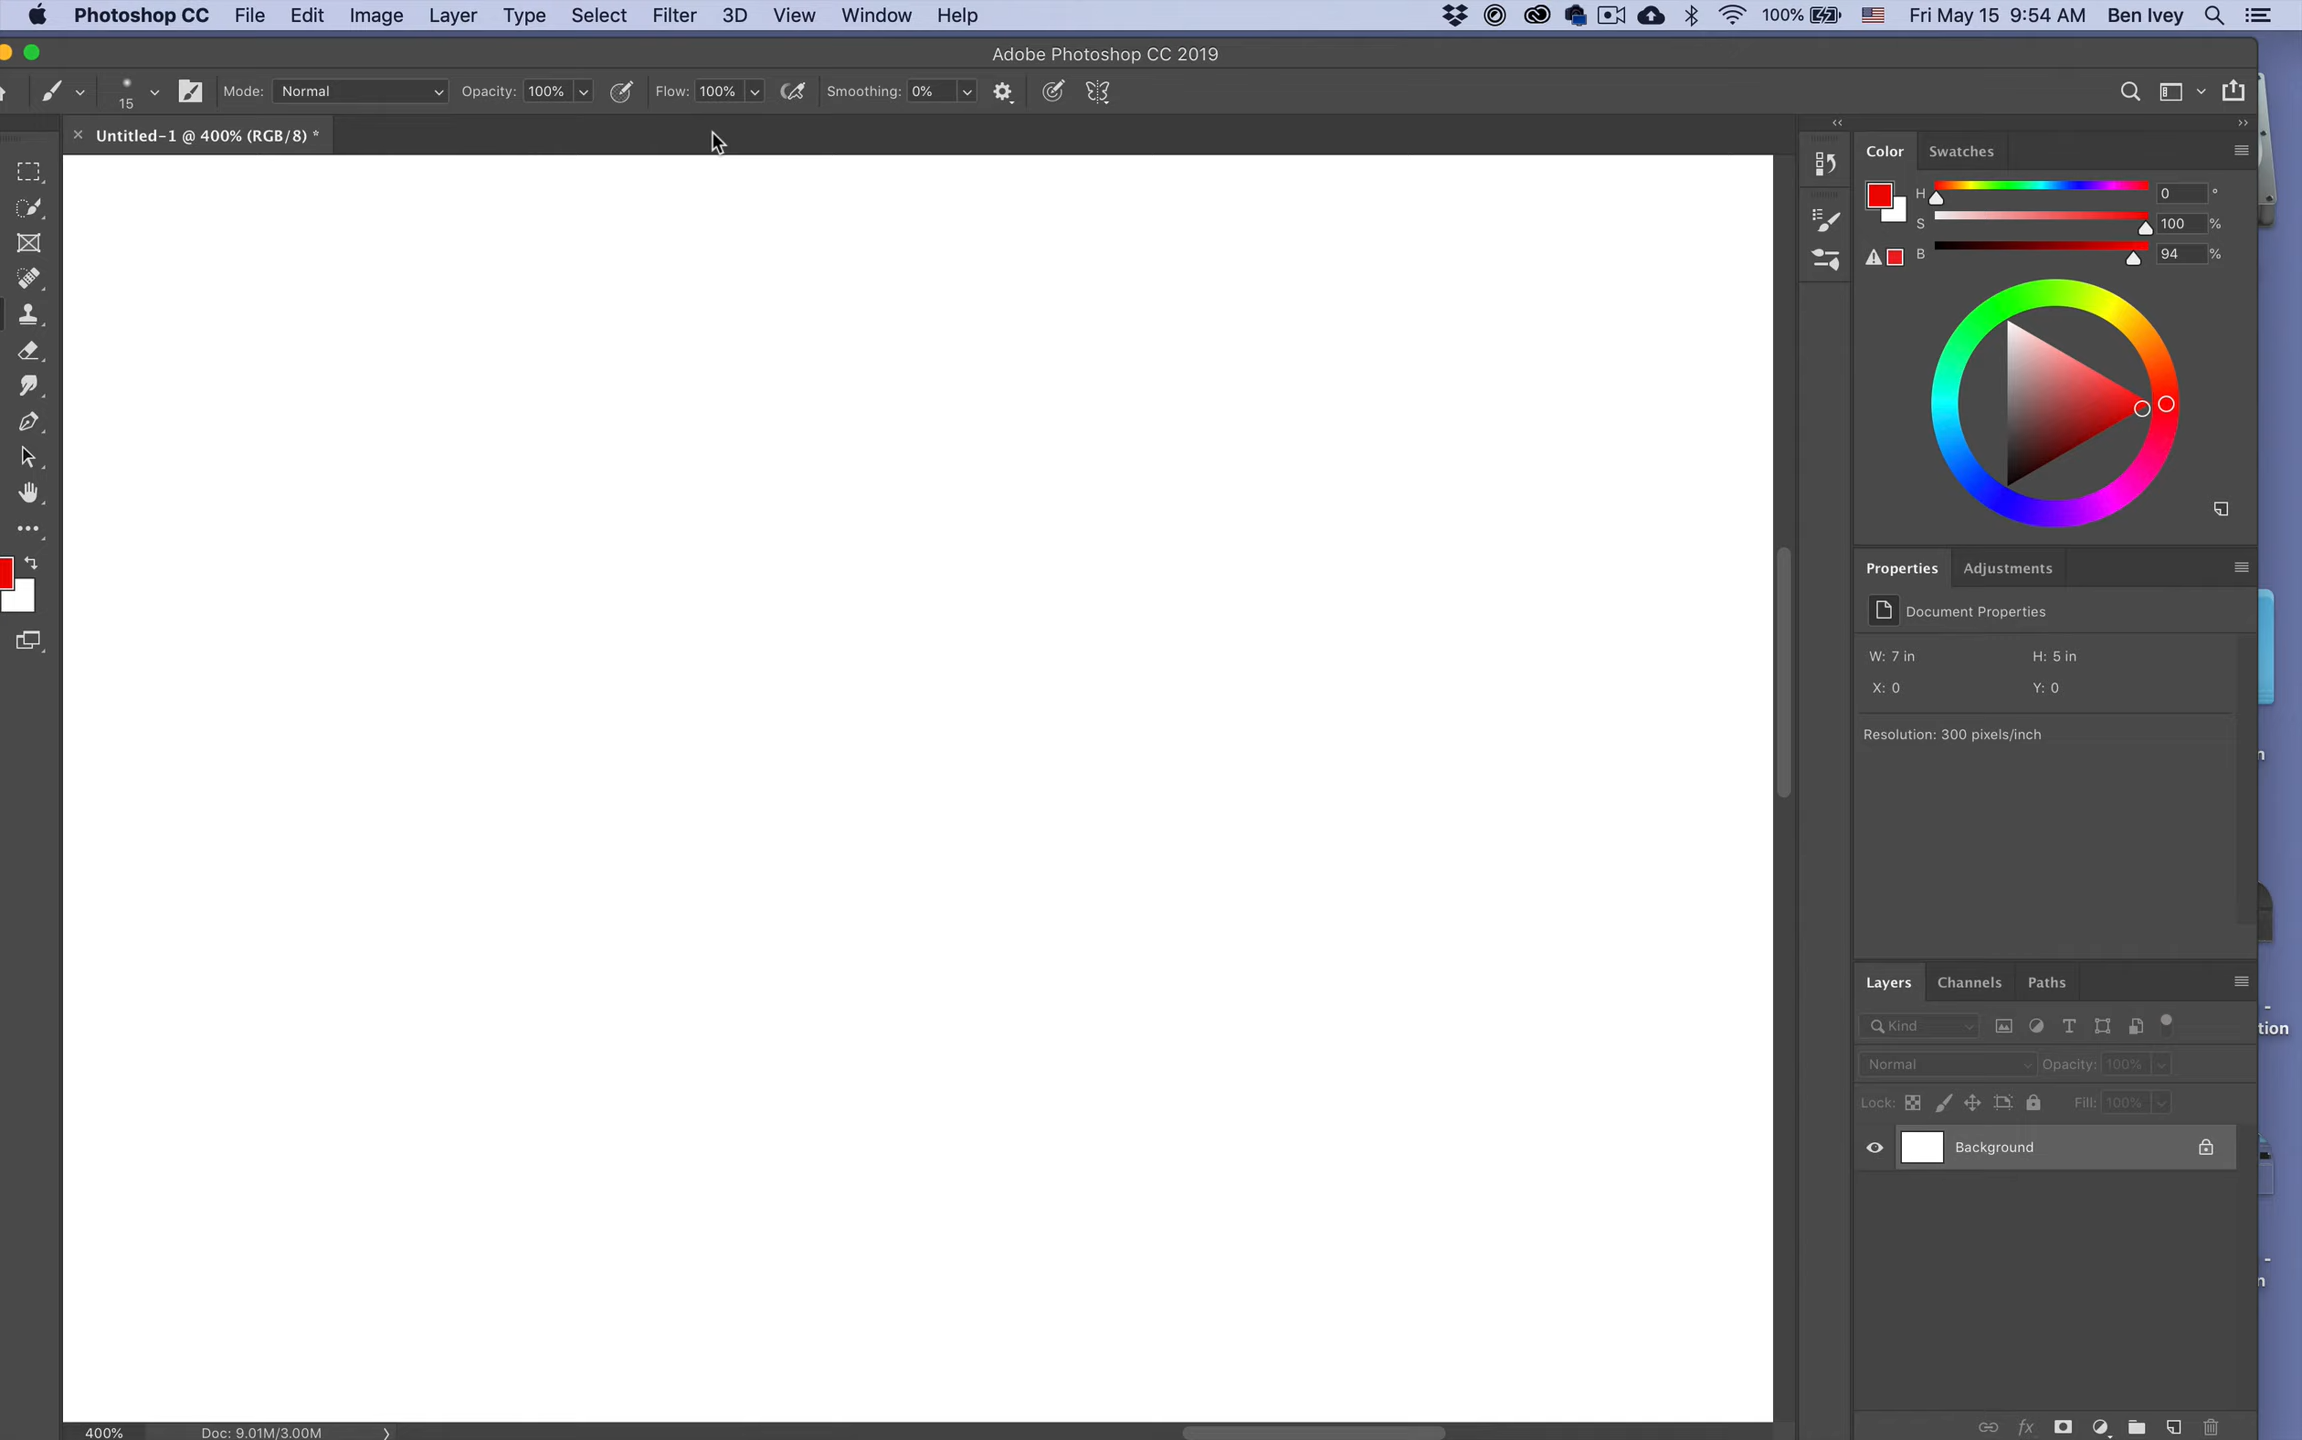 Photoshop CC File Edit Image Layer Type Select Filter 3D View Window Help 100% Fri May 15 9:54 AM Ben Ivey
Adobe Photoshop CC 2019
15 Mode: Normal Opacity: 100% Flow: 100% Smoothing: 0%
Untitled-1 @ 400% (RGB/8) *
Color Swatches
H 0 °
S 100 %
B 94 %
Properties Adjustments
Document Properties
W: 7 in H: 5 in
X: 0 Y: 0
Resolution: 300 pixels/inch
Layers Channels Paths
Kind
Normal Opacity: 100%
Lock: Fill: 100%
Background
400% Doc: 9.01M/3.00M